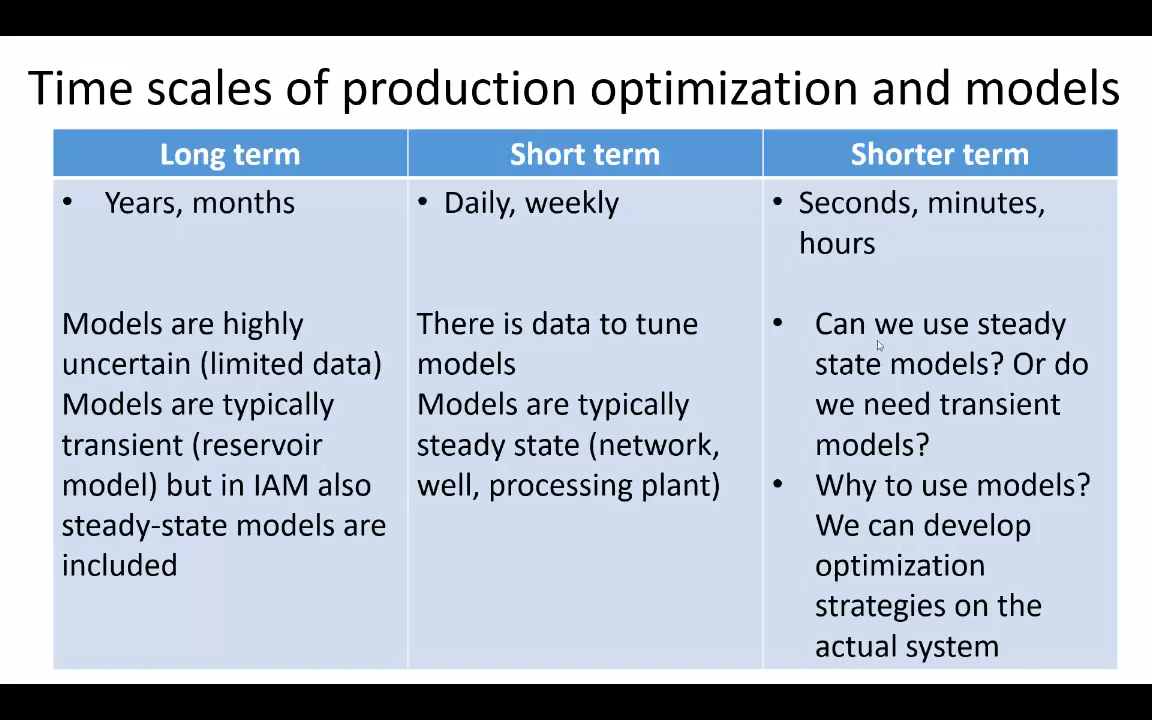 Time scales of production optimization and models
Long term
Short term
Shorter term
• Years, months
• Daily, weekly
• Seconds, minutes,
hours
Models are highly
uncertain (limited data)
Models are typically
transient (reservoir
model) but in IAM also
steady-state models are
included
There is data to tune
models
Models are typically
steady state (network,
well, processing plant)
• Can we use steady
state models? Or do
we need transient
models?
• Why to use models?
We can develop
optimization
strategies on the
actual system